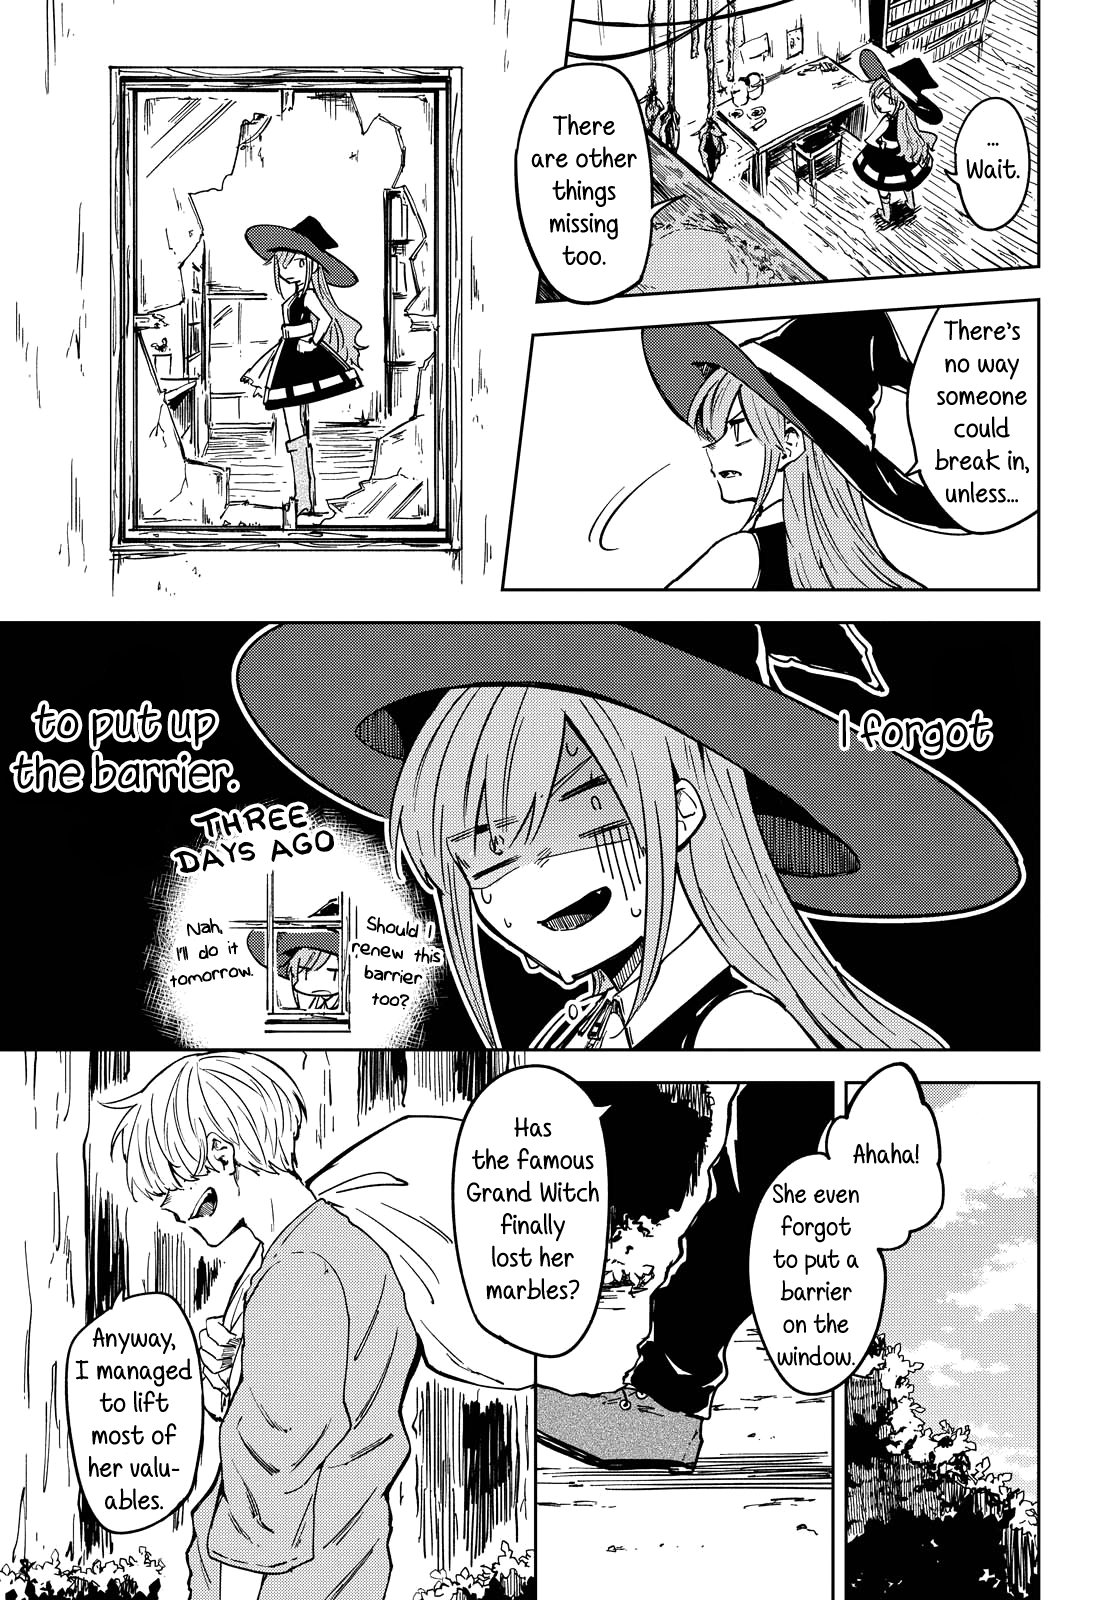 ...
Wait.
There
are other
things
missing
too.
There's
no way
someone
could
break in,
unless...
I forgot
to put up
the barrier.
THREE
DAYS AGO
Should I
renew this
barrier
too?
Nah,
I'll do it
tomorrow.
Ahaha!
She even
forgot
to put a
barrier
on the
window.
Has
the famous
Grand Witch
finally
lost her
marbles?
Anyway,
I managed
to lift
most of
her valu-
ables.